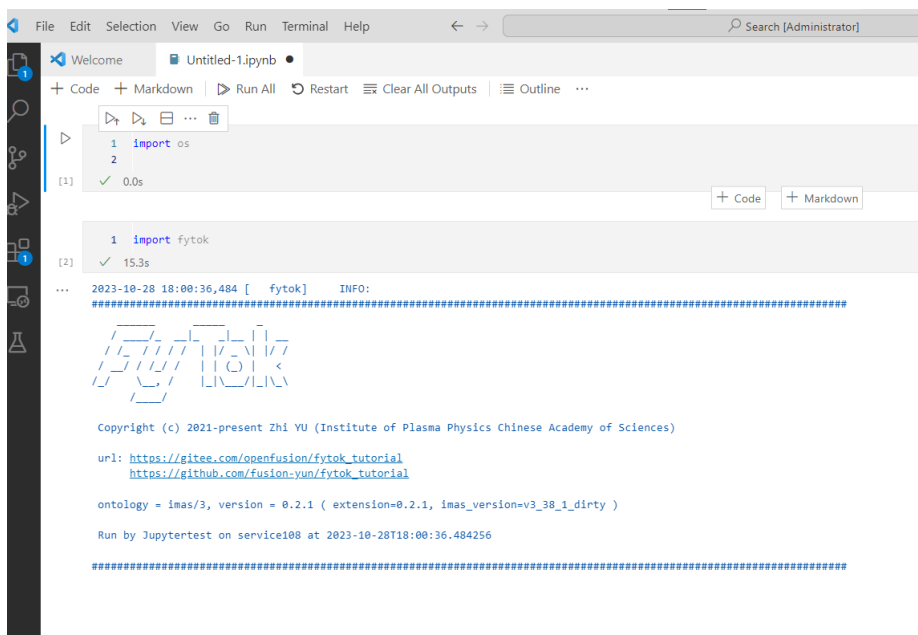 File Edit Selection View Go Run Terminal Help Search [Administrator]
Welcome Untitled-1.ipynb
Code Markdown Run All Restart Clear All Outputs Outline ...
1 import os
2
[1] 0.0s
Code Markdown
1 import fytok
[2] 15.3s
... 2023-10-28 18:00:36,484 [ fytok] INFO:
#######################################################################################################################
FyTok
Copyright (c) 2021-present Zhi YU (Institute of Plasma Physics Chinese Academy of Sciences)
url: https://gitee.com/openfusion/fytok_tutorial
https://github.com/fusion-yun/fytok_tutorial
ontology = imas/3, version = 0.2.1 ( extension=0.2.1, imas_version=v3_38_1_dirty )
Run by Jupytertest on service108 at 2023-10-28T18:00:36.484256
#######################################################################################################################
1
1